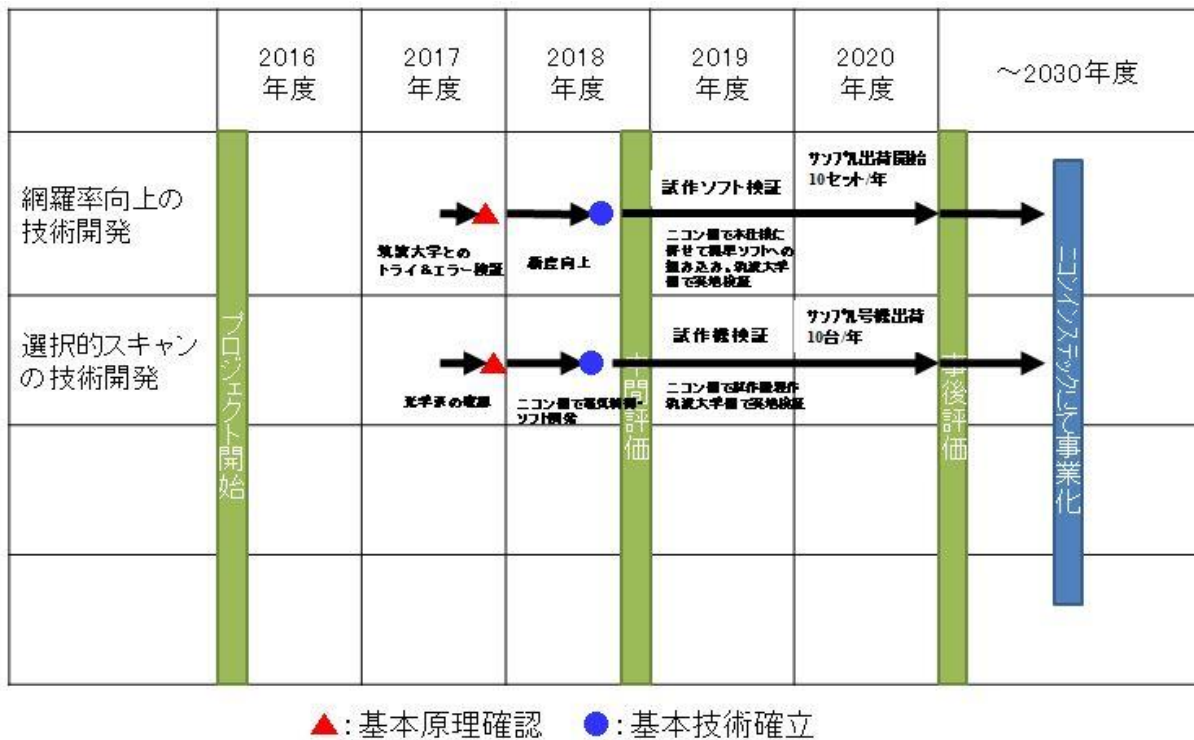 2016
年度
2017
年度
2018
年度
2019
年度
2020
年度
～2030年度
網羅率向上の
技術開発
筑波大学との
トライ&エラー検証
精度向上
試作ソフト検証
サンプル出荷開始
10セット/年
ニコン側で本仕様に
併せて標準ソフトへの
組み込み。筑波大学
側で実地検証
選択的スキャン
の技術開発
光学系の確認
ニコン側で電気制御・
ソフト開発
試作機検証
サンプル号機出荷
10台/年
ニコン側で試作機製作
筑波大学側で実地検証
プロジェクト開始
中間評価
事後評価
ニコンインステックにて事業化
▲:基本原理確認
●:基本技術確立